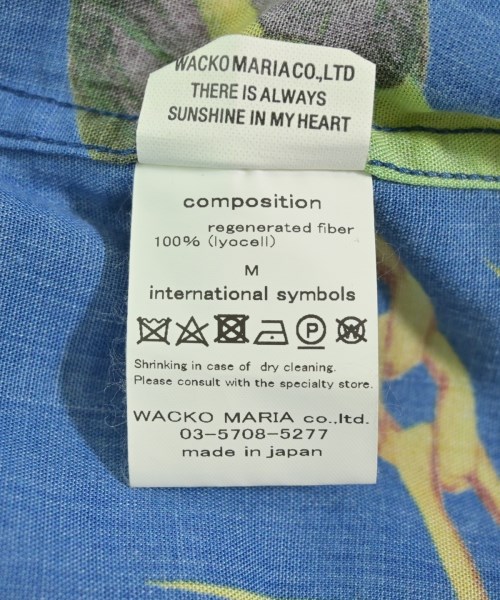 WACKO MARIA CO.,LTD
THERE IS ALWAYS
SUNSHINE IN MY HEART
composition
regenerated fiber
100% (lyocell)
M
international symbols
P W
Shrinking in case of dry cleaning.
Please consult with the specialty store.
WACKO MARIA co.,ltd.
03-5708-5277
made in japan